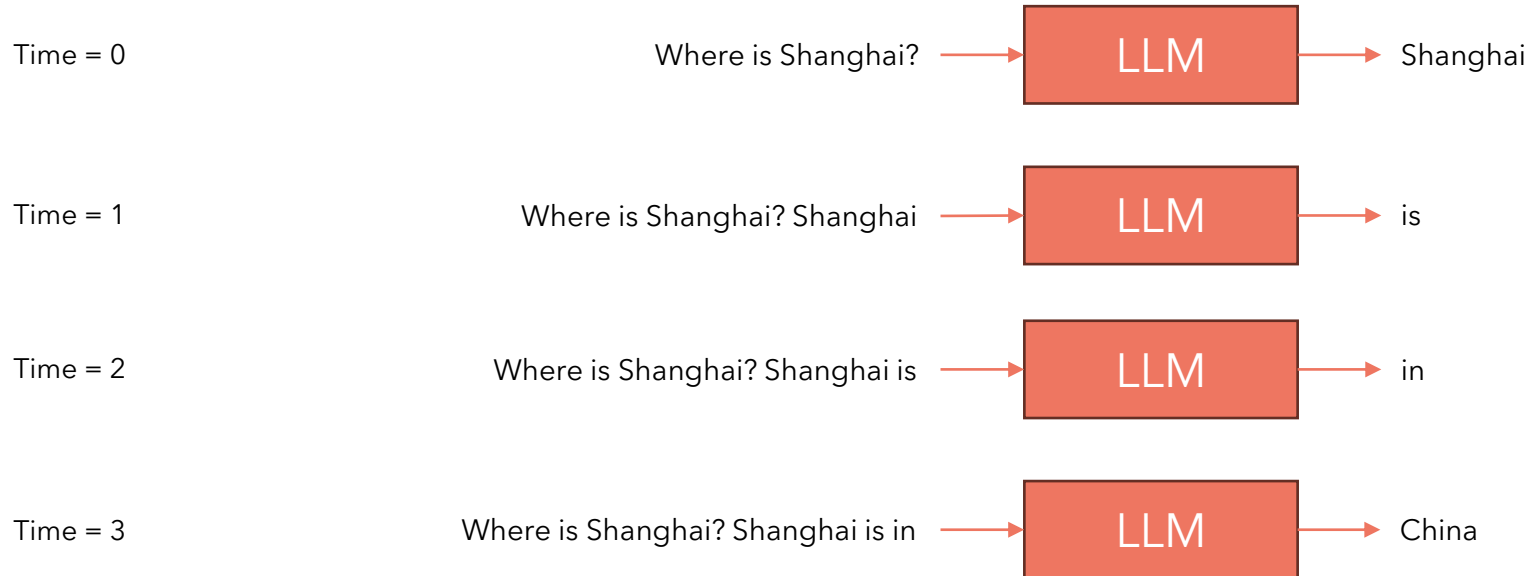 Time = 0 Where is Shanghai? LLM Shanghai
Time = 1 Where is Shanghai? Shanghai LLM is
Time = 2 Where is Shanghai? Shanghai is LLM in
Time = 3 Where is Shanghai? Shanghai is in LLM China